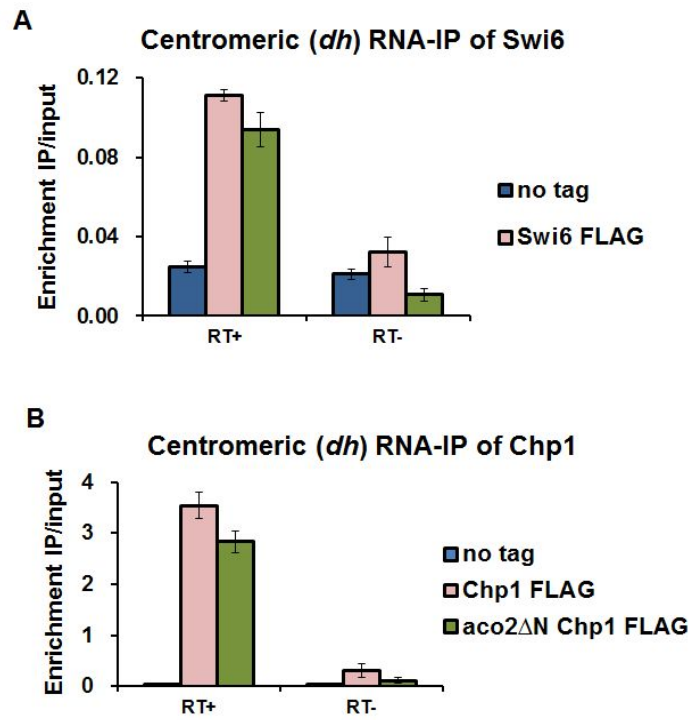 A
Centromeric (dh) RNA-IP of Swi6
Enrichment IP/input
0.12
0.08
0.04
0.00
RT+
RT-
no tag
Swi6 FLAG
B
Centromeric (dh) RNA-IP of Chp1
Enrichment IP/input
4
3
2
1
0
RT+
RT-
no tag
Chp1 FLAG
aco2ΔN Chp1 FLAG